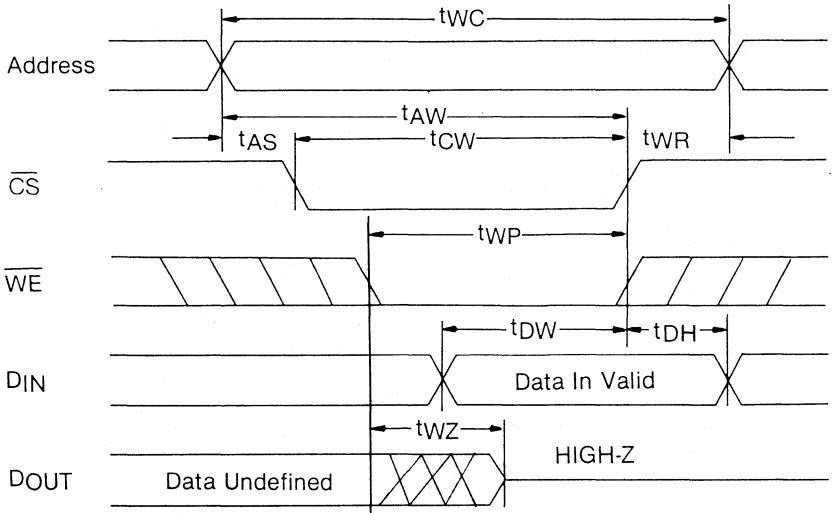 tWC
Address
tAW
tAS
tCW
tWR
CS
tWP
WE
tDW
tDH
DIN
Data In Valid
tWZ
HIGH-Z
DOUT
Data Undefined